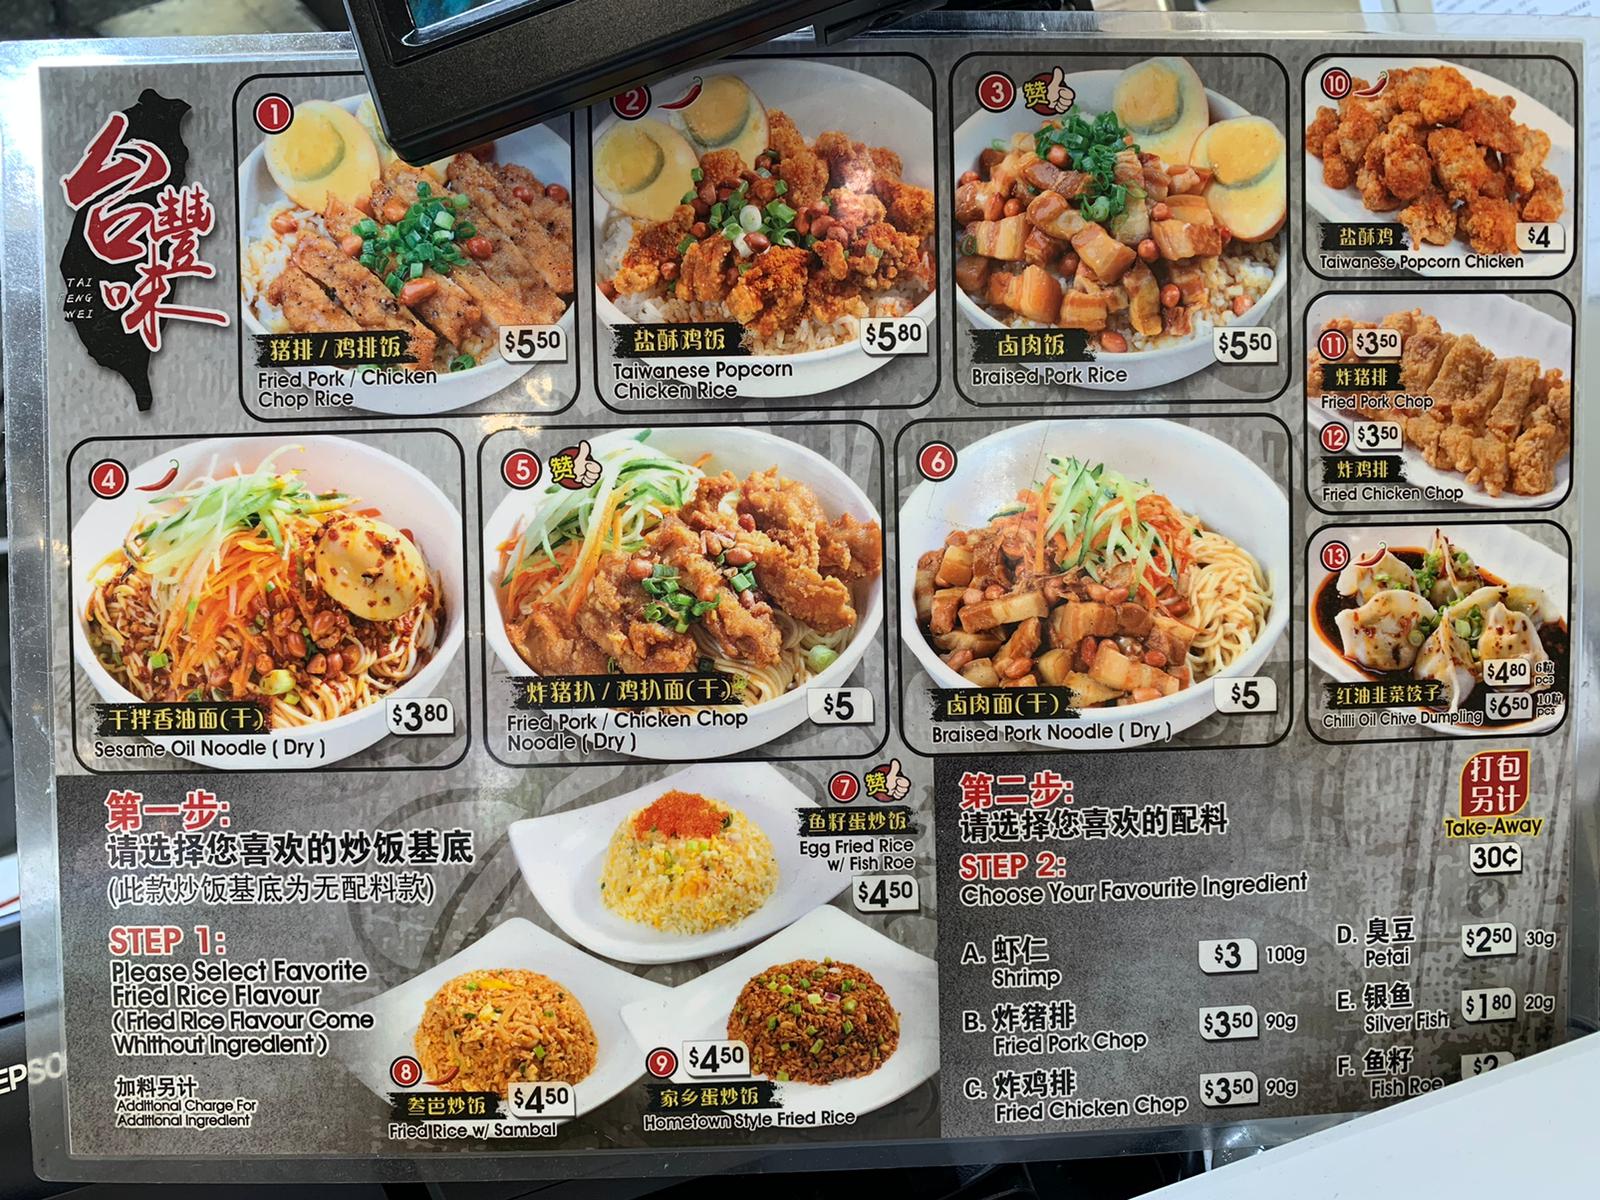 台豐味
TAI
FENG
WEI
1
猪排 / 鸡排饭
$5.50
Fried Pork / Chicken
Chop Rice
2
盐酥鸡饭
$5.80
Taiwanese Popcorn
Chicken Rice
3 赞
卤肉饭
$5.50
Braised Pork Rice
10
盐酥鸡
$4
Taiwanese Popcorn Chicken
11 $3.50
炸猪排
Fried Pork Chop
12 $3.50
炸鸡排
Fried Chicken Chop
4
干拌香油面(干)
$3.80
Sesame Oil Noodle ( Dry )
5 赞
炸猪扒 / 鸡扒面(干)
$5
Fried Pork / Chicken Chop
Noodle ( Dry )
6
卤肉面(干)
$5
Braised Pork Noodle ( Dry )
13
$4.80 6粒 pcs
红油韭菜饺子
Chilli Oil Chive Dumpling
$6.50 10粒 pcs
第一步:
请选择您喜欢的炒饭基底
(此款炒饭基底为无配料款)
STEP 1:
Please Select Favorite
Fried Rice Flavour
( Fried Rice Flavour Come
Whithout Ingredient )
加料另计
Additional Charge For
Additional Ingredient
7 赞
鱼籽蛋炒饭
Egg Fried Rice
w/ Fish Roe
$4.50
8
叁峇炒饭
$4.50
Fried Rice w/ Sambal
9 $4.50
家乡蛋炒饭
Hometown Style Fried Rice
第二步:
请选择您喜欢的配料
STEP 2:
Choose Your Favourite Ingredient
打包
另计
Take-Away
30¢
A. 虾仁
Shrimp
$3 100g
B. 炸猪排
Fried Pork Chop
$3.50 90g
C. 炸鸡排
Fried Chicken Chop
$3.50 90g
D. 臭豆
Petai
$2.50 30g
E. 银鱼
Silver Fish
$1.80 20g
F. 鱼籽
Fish Roe
$2
EPSO